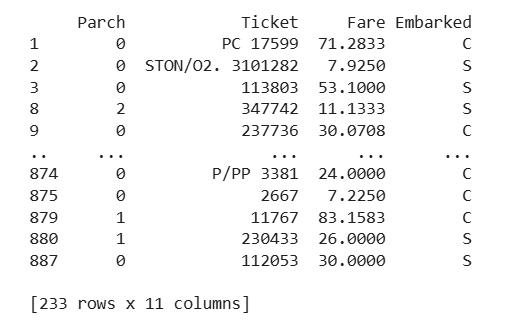 Parch Ticket Fare Embarked
1 0 PC 17599 71.2833 C
2 0 STON/O2. 3101282 7.9250 S
3 0 113803 53.1000 S
8 2 347742 11.1333 S
9 0 237736 30.0708 C
.. ... ... ... ...
874 0 P/PP 3381 24.0000 C
875 0 2667 7.2250 C
879 1 11767 83.1583 C
880 1 230433 26.0000 S
887 0 112053 30.0000 S
[233 rows x 11 columns]